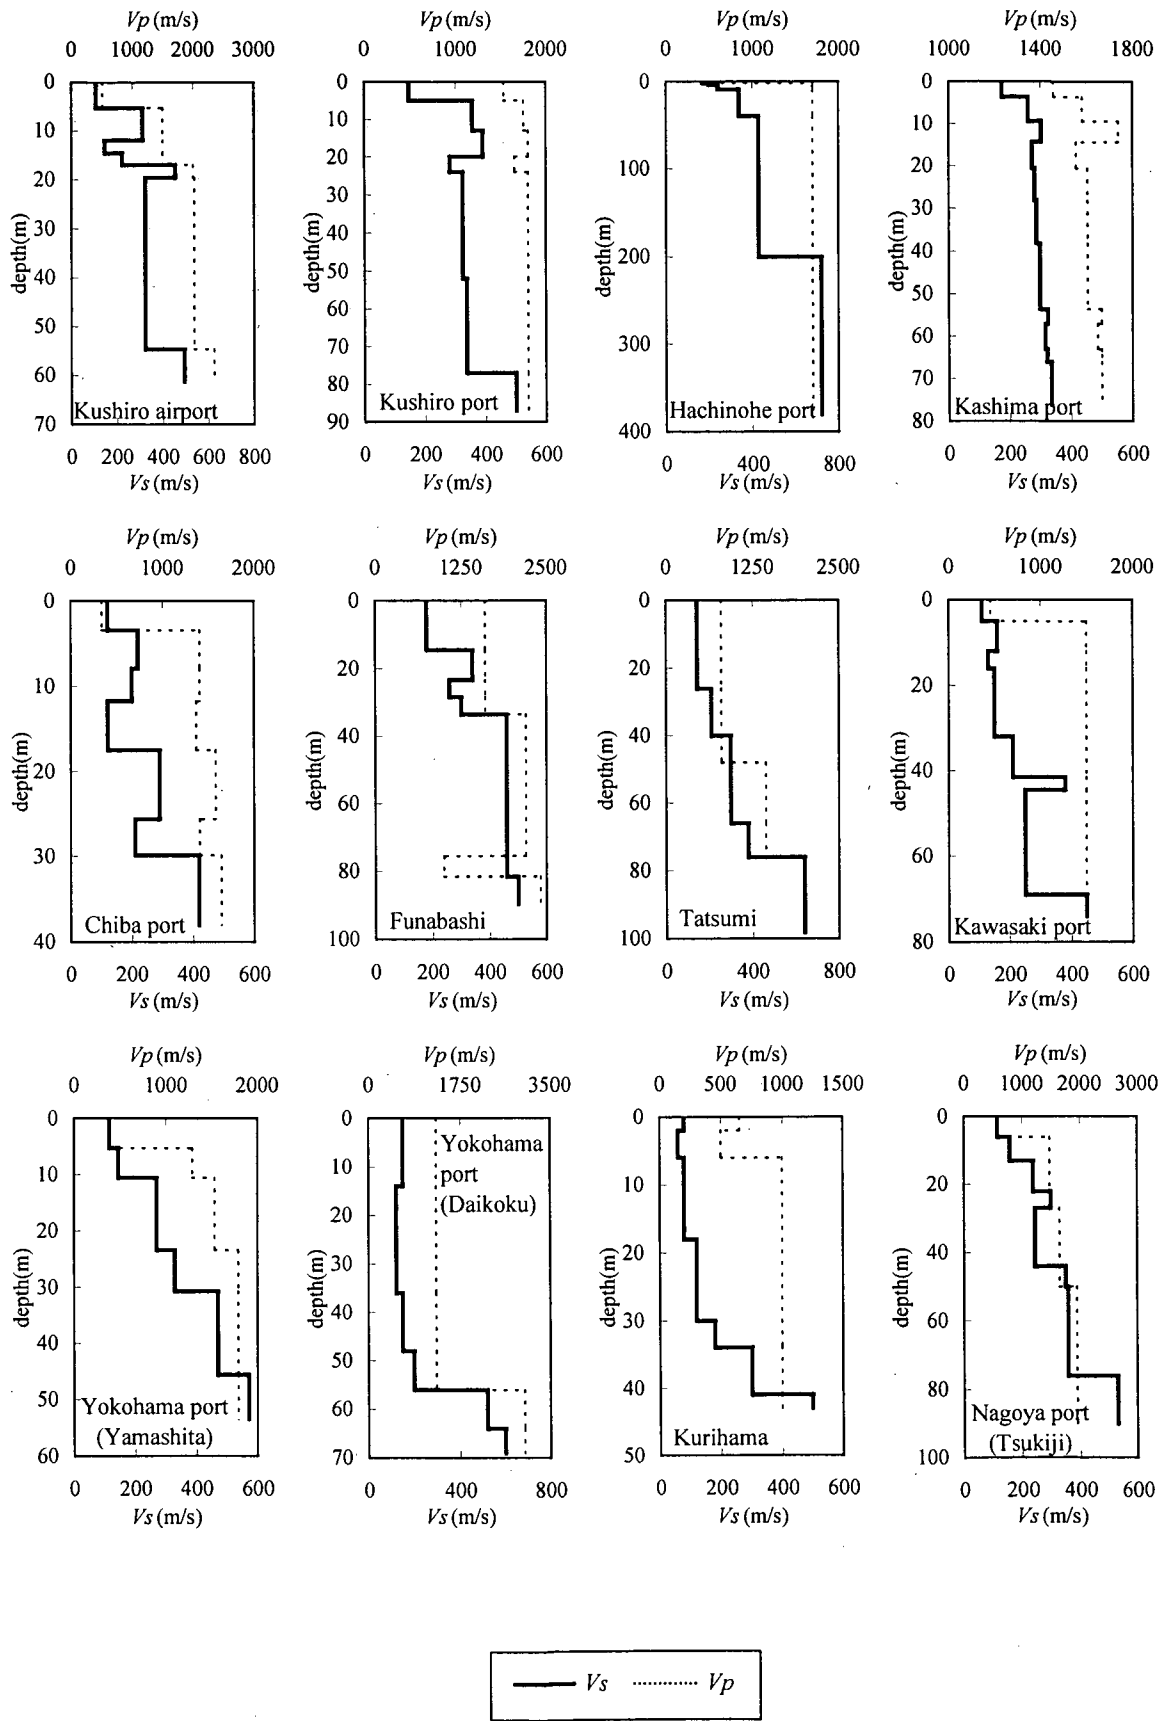 Vp (m/s)
0 1000 2000 3000
0
10
20
30
40
50
60
70
depth(m)
Kushiro airport
0 200 400 600 800
Vs (m/s)
Vp (m/s)
0 1000 2000
0
10
20
30
40
50
60
70
80
90
depth(m)
Kushiro port
0 200 400 600
Vs (m/s)
Vp (m/s)
0 1000 2000
0
100
200
300
400
depth(m)
Hachinohe port
0 400 800
Vs (m/s)
Vp (m/s)
1000 1400 1800
0
10
20
30
40
50
60
70
80
depth(m)
Kashima port
0 200 400 600
Vs (m/s)
Vp (m/s)
0 1000 2000
0
10
20
30
40
depth(m)
Chiba port
0 200 400 600
Vs (m/s)
Vp (m/s)
0 1250 2500
0
20
40
60
80
100
depth(m)
Funabashi
0 200 400 600
Vs (m/s)
Vp (m/s)
0 1250 2500
0
20
40
60
80
100
depth(m)
Tatsumi
0 400 800
Vs (m/s)
Vp (m/s)
0 1000 2000
0
20
40
60
80
depth(m)
Kawasaki port
0 200 400 600
Vs (m/s)
Vp (m/s)
0 1000 2000
0
10
20
30
40
50
60
depth(m)
Yokohama port
(Yamashita)
0 200 400 600
Vs (m/s)
Vp (m/s)
0 1750 3500
0
10
20
30
40
50
60
70
depth(m)
Yokohama
port
(Daikoku)
0 400 800
Vs (m/s)
Vp (m/s)
0 500 1000 1500
0
10
20
30
40
50
depth(m)
Kurihama
0 200 400 600
Vs (m/s)
Vp (m/s)
0 1000 2000 3000
0
20
40
60
80
100
depth(m)
Nagoya port
(Tsukiji)
0 200 400 600
Vs (m/s)
Vs Vp